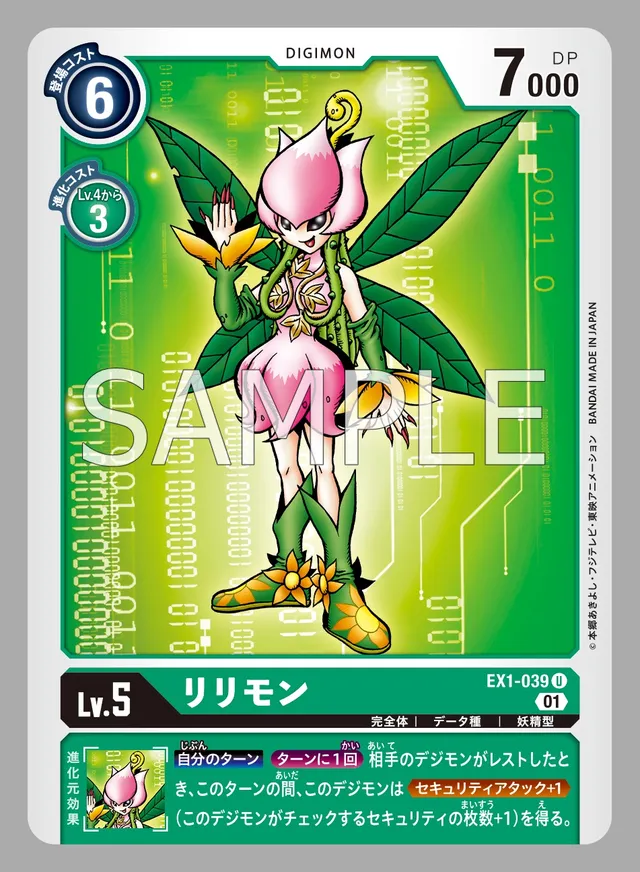 登場コスト
6
DIGIMON
7000
DP
進化コスト
Lv.4から
3
SAMPLE
©本郷あきよし・フジテレビ・東映アニメーション BANDAI MADE IN JAPAN
EX1-039 U
01
Lv.5
リリモン
完全体 | データ種 | 妖精型
進化元効果
自分のターン ターンに1回 相手のデジモンがレストしたと
き、このターンの間、このデジモンは セキュリティアタック+1
(このデジモンがチェックするセキュリティの枚数+1)を得る。